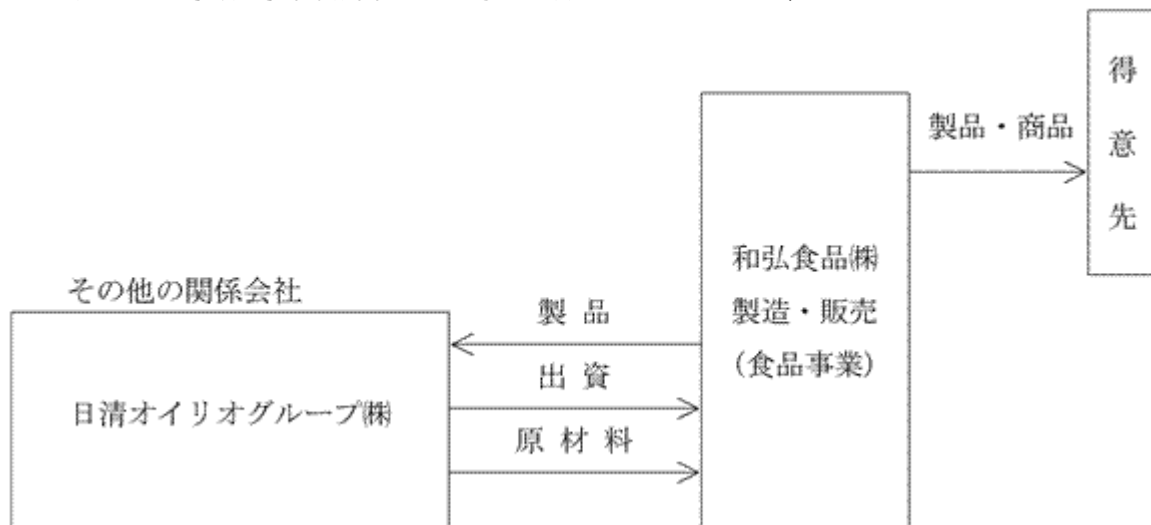 得意先
製品・商品
和弘食品㈱
製造・販売
(食品事業)
その他の関係会社
日清オイリオグループ㈱
製品
出資
原材料